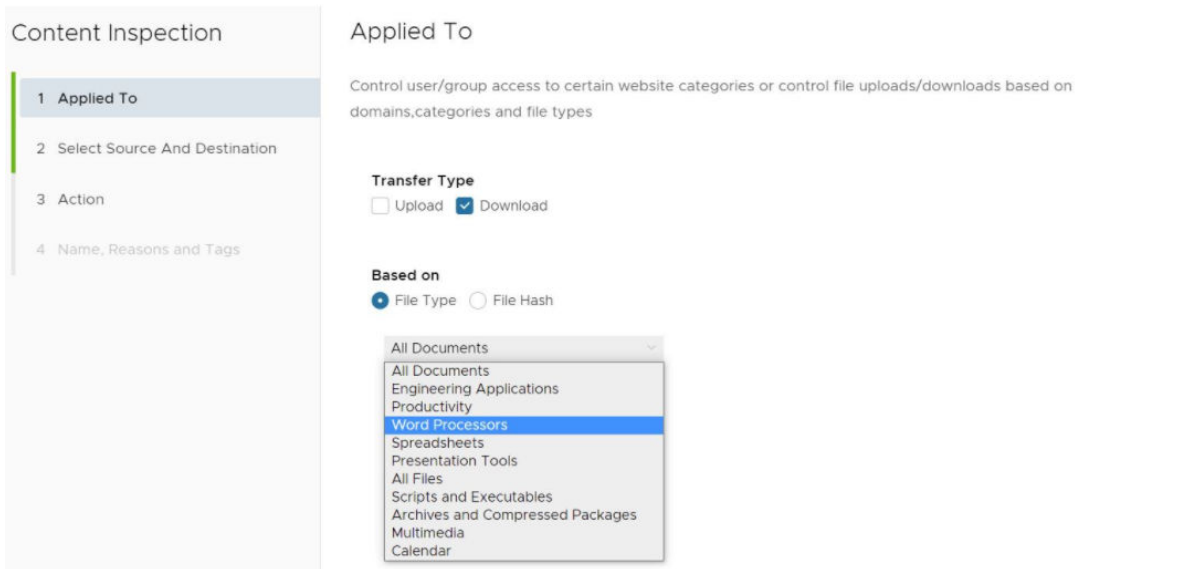 Content Inspection
1 Applied To
2 Select Source And Destination
3 Action
4 Name, Reasons and Tags
Applied To
Control user/group access to certain website categories or control file uploads/downloads based on
domains,categories and file types
Transfer Type
Upload Download
Based on
File Type File Hash
All Documents
All Documents
Engineering Applications
Productivity
Word Processors
Spreadsheets
Presentation Tools
All Files
Scripts and Executables
Archives and Compressed Packages
Multimedia
Calendar